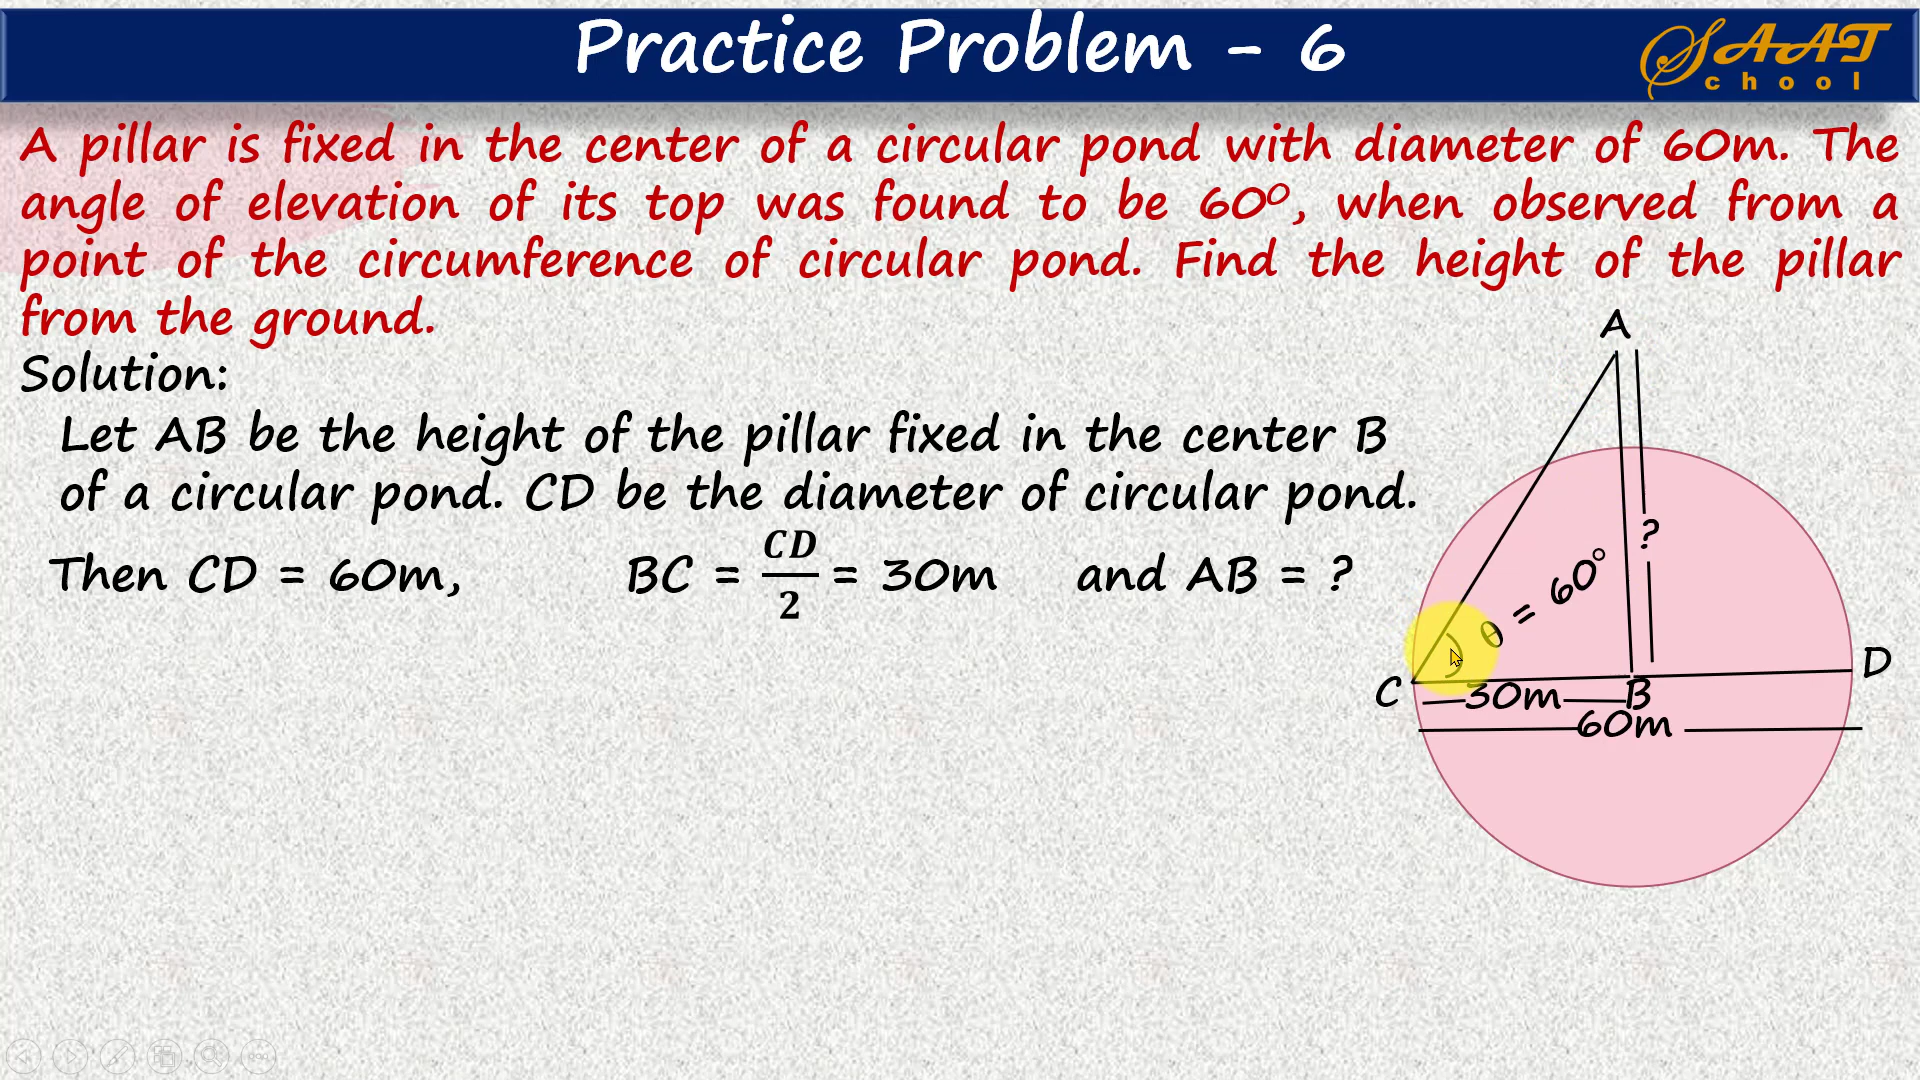 Practice Problem - 6
SAAT
chool
A pillar is fixed in the center of a circular pond with diameter of 60m. The
angle of elevation of its top was found to be 60⁰, when observed from a
point of the circumference of circular pond. Find the height of the pillar
from the ground.
Solution:
Let AB be the height of the pillar fixed in the center B
of a circular pond. CD be the diameter of circular pond.
Then CD = 60m, BC = CD/2 = 30m and AB = ?
A
?
θ = 60°
C
30m
B
D
60m